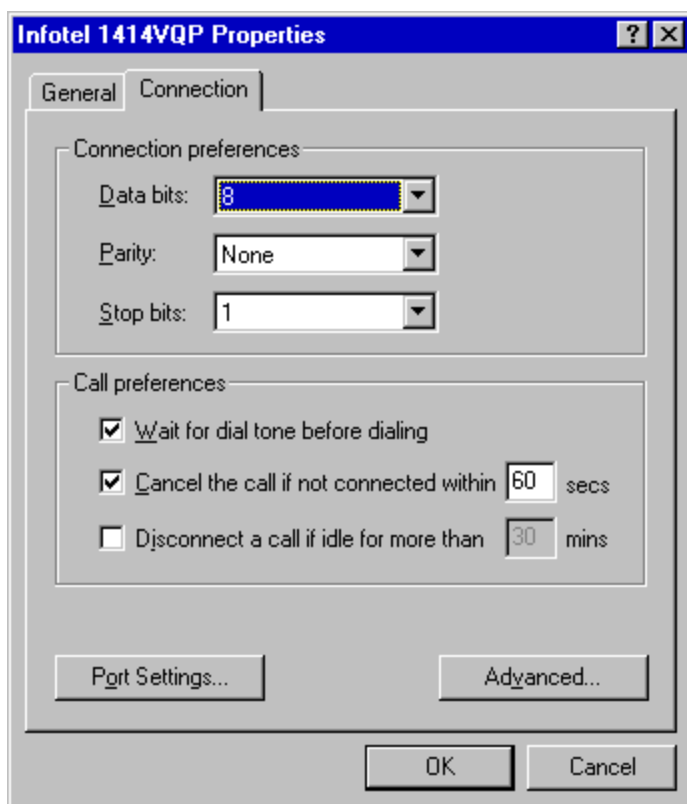 Infotel 1414VQP Properties
General Connection
Connection preferences
Data bits: 8
Parity: None
Stop bits: 1
Call preferences
Wait for dial tone before dialing
Cancel the call if not connected within 60 secs
Disconnect a call if idle for more than 30 mins
Port Settings... Advanced...
OK Cancel